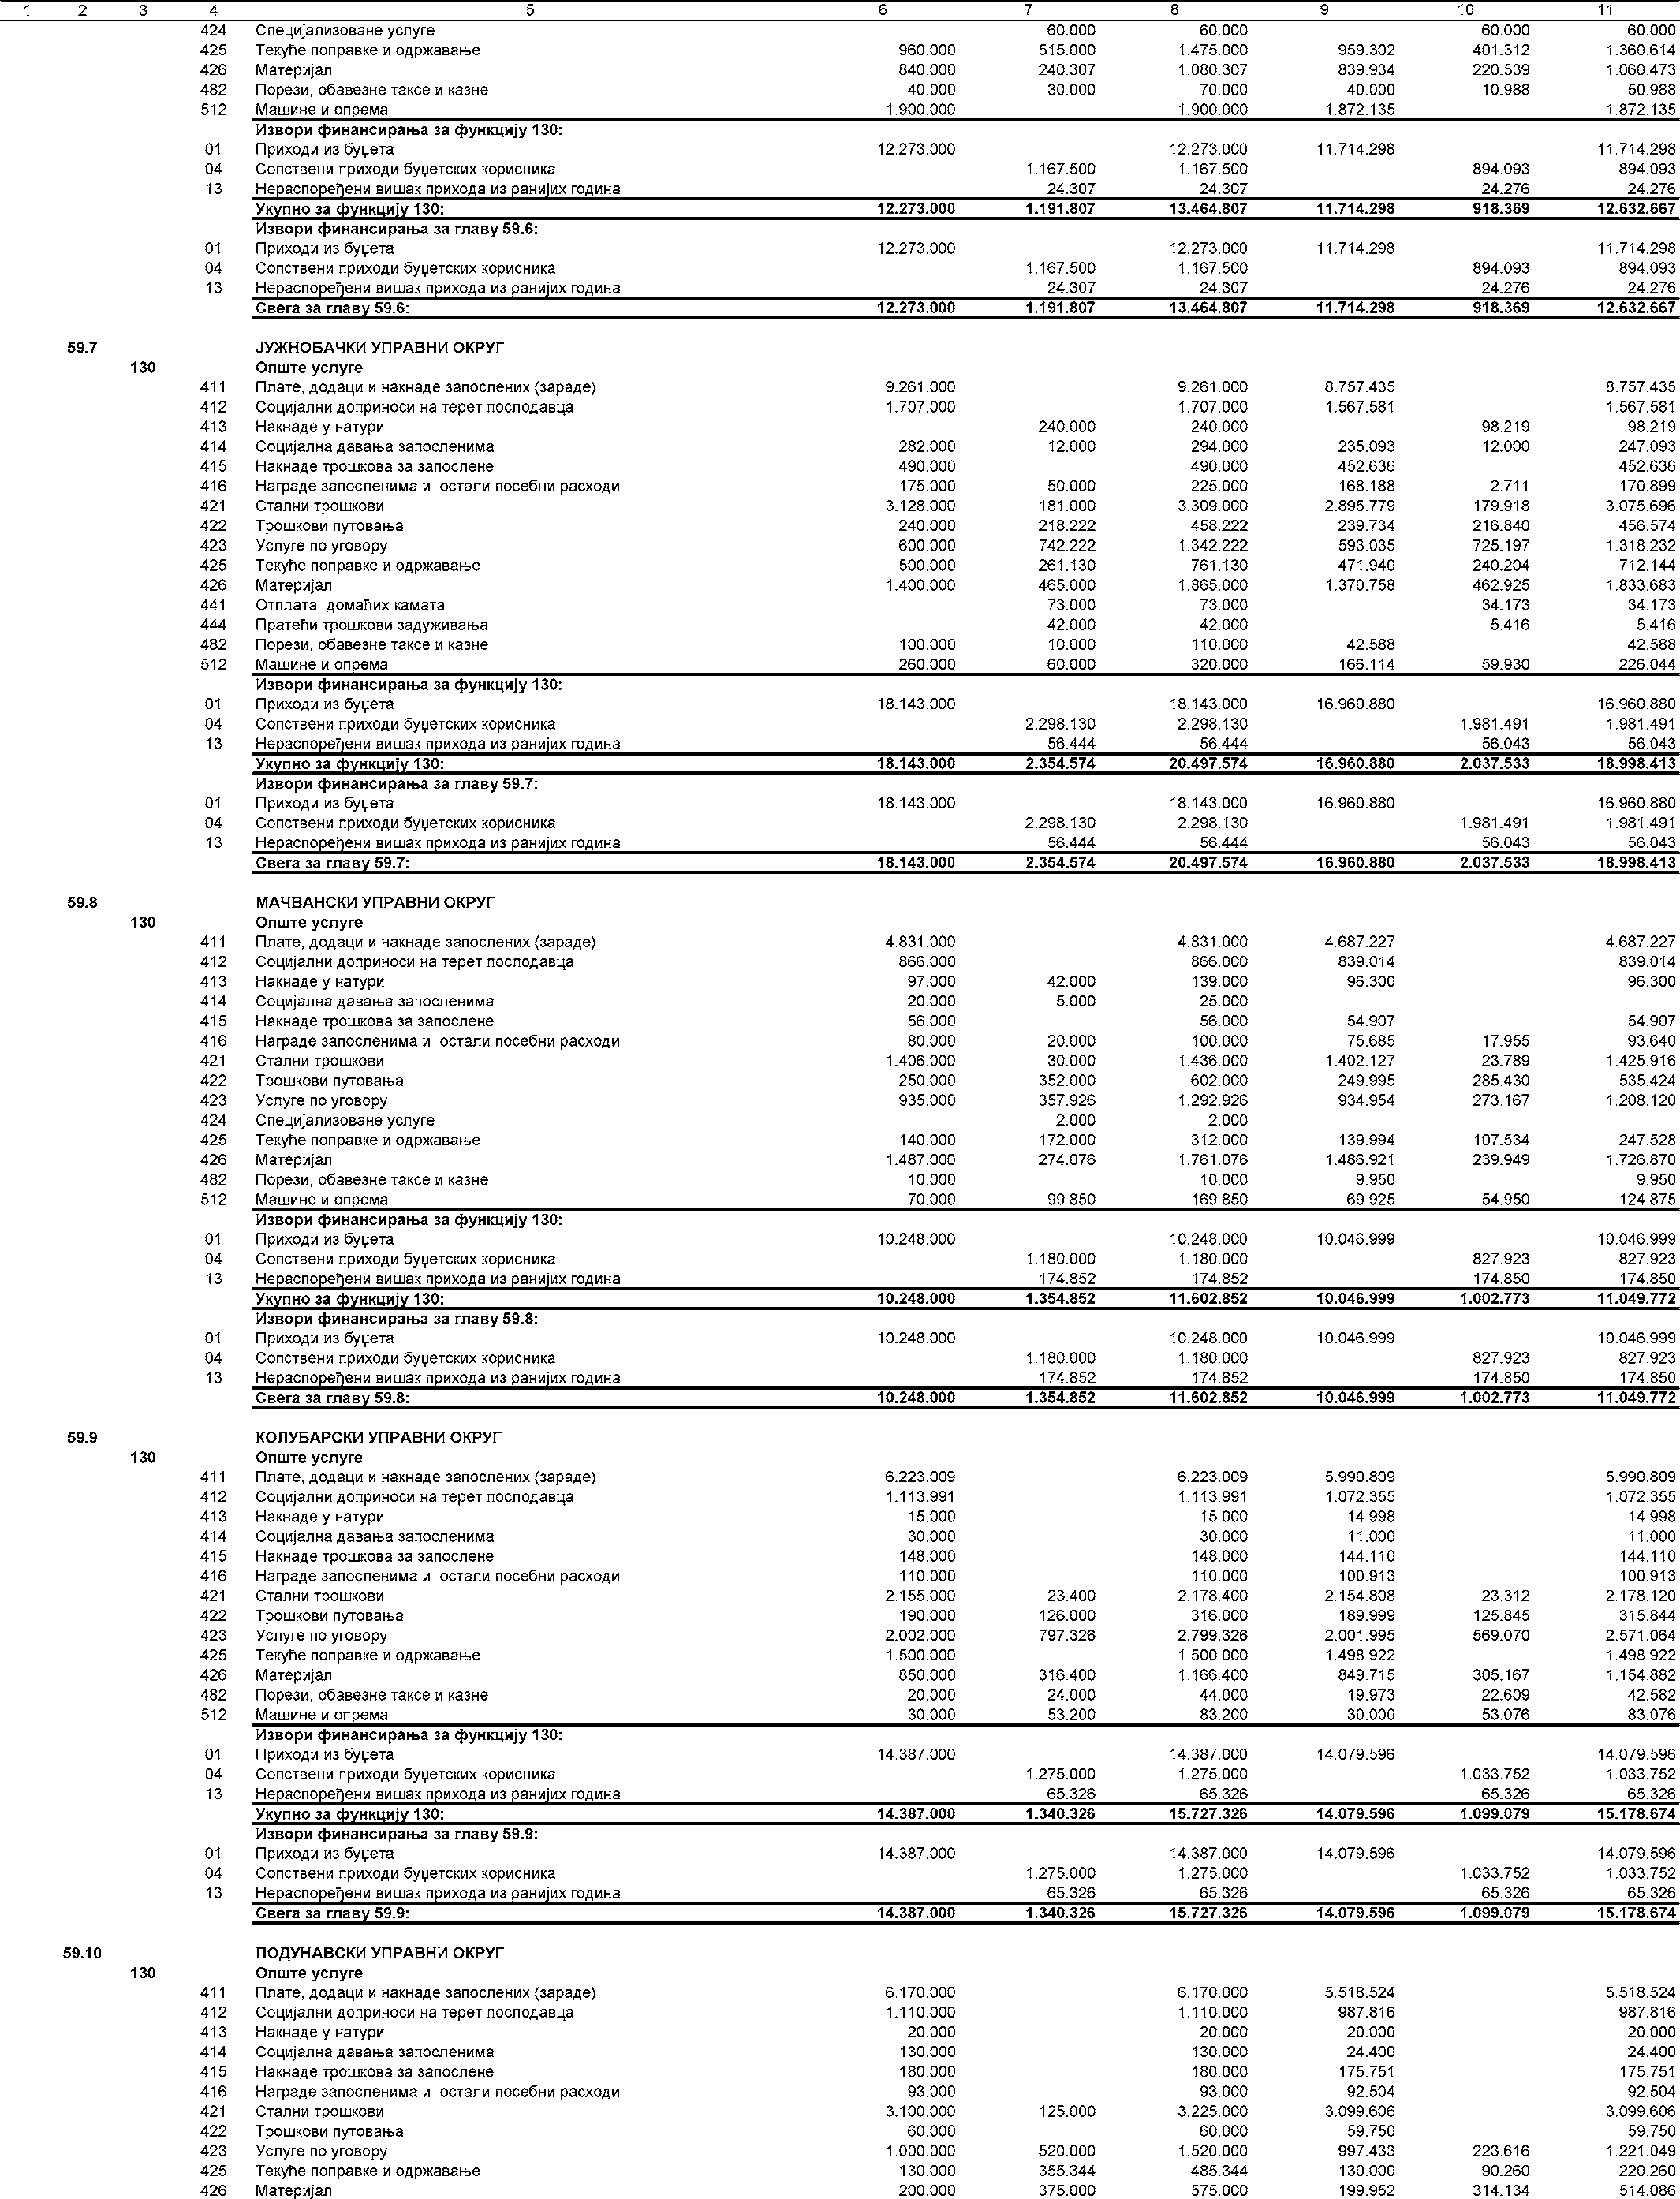 1 2 3 4 5 6 7 8 9 10 11
424 Специјализоване услуге 60.000 60.000 60.000 60.000
425 Текуће поправке и одржавање 960.000 515.000 1.475.000 959.302 401.312 1.360.614
426 Материјал 840.000 240.307 1.080.307 839.934 220.539 1.060.473
482 Порези, обавезне таксе и казне 40.000 30.000 70.000 40.000 10.988 50.988
512 Машине и опрема 1.900.000 1.900.000 1.872.135 1.872.135
Извори финансирања за функцију 130:
01 Приходи из буџета 12.273.000 12.273.000 11.714.298 11.714.298
04 Сопствени приходи буџетских корисника 1.167.500 1.167.500 894.093 894.093
13 Нераспоређени вишак прихода из ранијих година 24.307 24.307 24.276 24.276
Укупно за функцију 130: 12.273.000 1.191.807 13.464.807 11.714.298 918.369 12.632.667
Извори финансирања за главу 59.6:
01 Приходи из буџета 12.273.000 12.273.000 11.714.298 11.714.298
04 Сопствени приходи буџетских корисника 1.167.500 1.167.500 894.093 894.093
13 Нераспоређени вишак прихода из ранијих година 24.307 24.307 24.276 24.276
Свега за главу 59.6: 12.273.000 1.191.807 13.464.807 11.714.298 918.369 12.632.667
59.7 ЈУЖНОБАЧКИ УПРАВНИ ОКРУГ
130 Опште услуге
411 Плате, додаци и накнаде запослених (зараде) 9.261.000 9.261.000 8.757.435 8.757.435
412 Социјални доприноси на терет послодавца 1.707.000 1.707.000 1.567.581 1.567.581
413 Накнаде у натури 240.000 240.000 98.219 98.219
414 Социјална давања запосленима 282.000 12.000 294.000 235.093 12.000 247.093
415 Накнаде трошкова за запослене 490.000 490.000 452.636 452.636
416 Награде запосленима и остали посебни расходи 175.000 50.000 225.000 168.188 2.711 170.899
421 Стални трошкови 3.128.000 181.000 3.309.000 2.895.779 179.918 3.075.696
422 Трошкови путовања 240.000 218.222 458.222 239.734 216.840 456.574
423 Услуге по уговору 600.000 742.222 1.342.222 593.035 725.197 1.318.232
425 Текуће поправке и одржавање 500.000 261.130 761.130 471.940 240.204 712.144
426 Материјал 1.400.000 465.000 1.865.000 1.370.758 462.925 1.833.683
441 Отплата домаћих камата 73.000 73.000 34.173 34.173
444 Пратећи трошкови задуживања 42.000 42.000 5.416 5.416
482 Порези, обавезне таксе и казне 100.000 10.000 110.000 42.588 42.588
512 Машине и опрема 260.000 60.000 320.000 166.114 59.930 226.044
Извори финансирања за функцију 130:
01 Приходи из буџета 18.143.000 18.143.000 16.960.880 16.960.880
04 Сопствени приходи буџетских корисника 2.298.130 2.298.130 1.981.491 1.981.491
13 Нераспоређени вишак прихода из ранијих година 56.444 56.444 56.043 56.043
Укупно за функцију 130: 18.143.000 2.354.574 20.497.574 16.960.880 2.037.533 18.998.413
Извори финансирања за главу 59.7:
01 Приходи из буџета 18.143.000 18.143.000 16.960.880 16.960.880
04 Сопствени приходи буџетских корисника 2.298.130 2.298.130 1.981.491 1.981.491
13 Нераспоређени вишак прихода из ранијих година 56.444 56.444 56.043 56.043
Свега за главу 59.7: 18.143.000 2.354.574 20.497.574 16.960.880 2.037.533 18.998.413
59.8 МАЧВАНСКИ УПРАВНИ ОКРУГ
130 Опште услуге
411 Плате, додаци и накнаде запослених (зараде) 4.831.000 4.831.000 4.687.227 4.687.227
412 Социјални доприноси на терет послодавца 866.000 866.000 839.014 839.014
413 Накнаде у натури 97.000 42.000 139.000 96.300 96.300
414 Социјална давања запосленима 20.000 5.000 25.000
415 Накнаде трошкова за запослене 56.000 56.000 54.907 54.907
416 Награде запосленима и остали посебни расходи 80.000 20.000 100.000 75.685 17.955 93.640
421 Стални трошкови 1.406.000 30.000 1.436.000 1.402.127 23.789 1.425.916
422 Трошкови путовања 250.000 352.000 602.000 249.995 285.430 535.424
423 Услуге по уговору 935.000 357.926 1.292.926 934.954 273.167 1.208.120
424 Специјализоване услуге 2.000 2.000
425 Текуће поправке и одржавање 140.000 172.000 312.000 139.994 107.534 247.528
426 Материјал 1.487.000 274.076 1.761.076 1.486.921 239.949 1.726.870
482 Порези, обавезне таксе и казне 10.000 10.000 9.950 9.950
512 Машине и опрема 70.000 99.850 169.850 69.925 54.950 124.875
Извори финансирања за функцију 130:
01 Приходи из буџета 10.248.000 10.248.000 10.046.999 10.046.999
04 Сопствени приходи буџетских корисника 1.180.000 1.180.000 827.923 827.923
13 Нераспоређени вишак прихода из ранијих година 174.852 174.852 174.850 174.850
Укупно за функцију 130: 10.248.000 1.354.852 11.602.852 10.046.999 1.002.773 11.049.772
Извори финансирања за главу 59.8:
01 Приходи из буџета 10.248.000 10.248.000 10.046.999 10.046.999
04 Сопствени приходи буџетских корисника 1.180.000 1.180.000 827.923 827.923
13 Нераспоређени вишак прихода из ранијих година 174.852 174.852 174.850 174.850
Свега за главу 59.8: 10.248.000 1.354.852 11.602.852 10.046.999 1.002.773 11.049.772
59.9 КОЛУБАРСКИ УПРАВНИ ОКРУГ
130 Опште услуге
411 Плате, додаци и накнаде запослених (зараде) 6.223.009 6.223.009 5.990.809 5.990.809
412 Социјални доприноси на терет послодавца 1.113.991 1.113.991 1.072.355 1.072.355
413 Накнаде у натури 15.000 15.000 14.998 14.998
414 Социјална давања запосленима 30.000 30.000 11.000 11.000
415 Накнаде трошкова за запослене 148.000 148.000 144.110 144.110
416 Награде запосленима и остали посебни расходи 110.000 110.000 100.913 100.913
421 Стални трошкови 2.155.000 23.400 2.178.400 2.154.808 23.312 2.178.120
422 Трошкови путовања 190.000 126.000 316.000 189.999 125.845 315.844
423 Услуге по уговору 2.002.000 797.326 2.799.326 2.001.995 569.070 2.571.064
425 Текуће поправке и одржавање 1.500.000 1.500.000 1.498.922 1.498.922
426 Материјал 850.000 316.400 1.166.400 849.715 305.167 1.154.882
482 Порези, обавезне таксе и казне 20.000 24.000 44.000 19.973 22.609 42.582
512 Машине и опрема 30.000 53.200 83.200 30.000 53.076 83.076
Извори финансирања за функцију 130:
01 Приходи из буџета 14.387.000 14.387.000 14.079.596 14.079.596
04 Сопствени приходи буџетских корисника 1.275.000 1.275.000 1.033.752 1.033.752
13 Нераспоређени вишак прихода из ранијих година 65.326 65.326 65.326 65.326
Укупно за функцију 130: 14.387.000 1.340.326 15.727.326 14.079.596 1.099.079 15.178.674
Извори финансирања за главу 59.9:
01 Приходи из буџета 14.387.000 14.387.000 14.079.596 14.079.596
04 Сопствени приходи буџетских корисника 1.275.000 1.275.000 1.033.752 1.033.752
13 Нераспоређени вишак прихода из ранијих година 65.326 65.326 65.326 65.326
Свега за главу 59.9: 14.387.000 1.340.326 15.727.326 14.079.596 1.099.079 15.178.674
59.10 ПОДУНАВСКИ УПРАВНИ ОКРУГ
130 Опште услуге
411 Плате, додаци и накнаде запослених (зараде) 6.170.000 6.170.000 5.518.524 5.518.524
412 Социјални доприноси на терет послодавца 1.110.000 1.110.000 987.816 987.816
413 Накнаде у натури 20.000 20.000 20.000 20.000
414 Социјална давања запосленима 130.000 130.000 24.400 24.400
415 Накнаде трошкова за запослене 180.000 180.000 175.751 175.751
416 Награде запосленима и остали посебни расходи 93.000 93.000 92.504 92.504
421 Стални трошкови 3.100.000 125.000 3.225.000 3.099.606 3.099.606
422 Трошкови путовања 60.000 60.000 59.750 59.750
423 Услуге по уговору 1.000.000 520.000 1.520.000 997.433 223.616 1.221.049
425 Текуће поправке и одржавање 130.000 355.344 485.344 130.000 90.260 220.260
426 Материјал 200.000 375.000 575.000 199.952 314.134 514.086